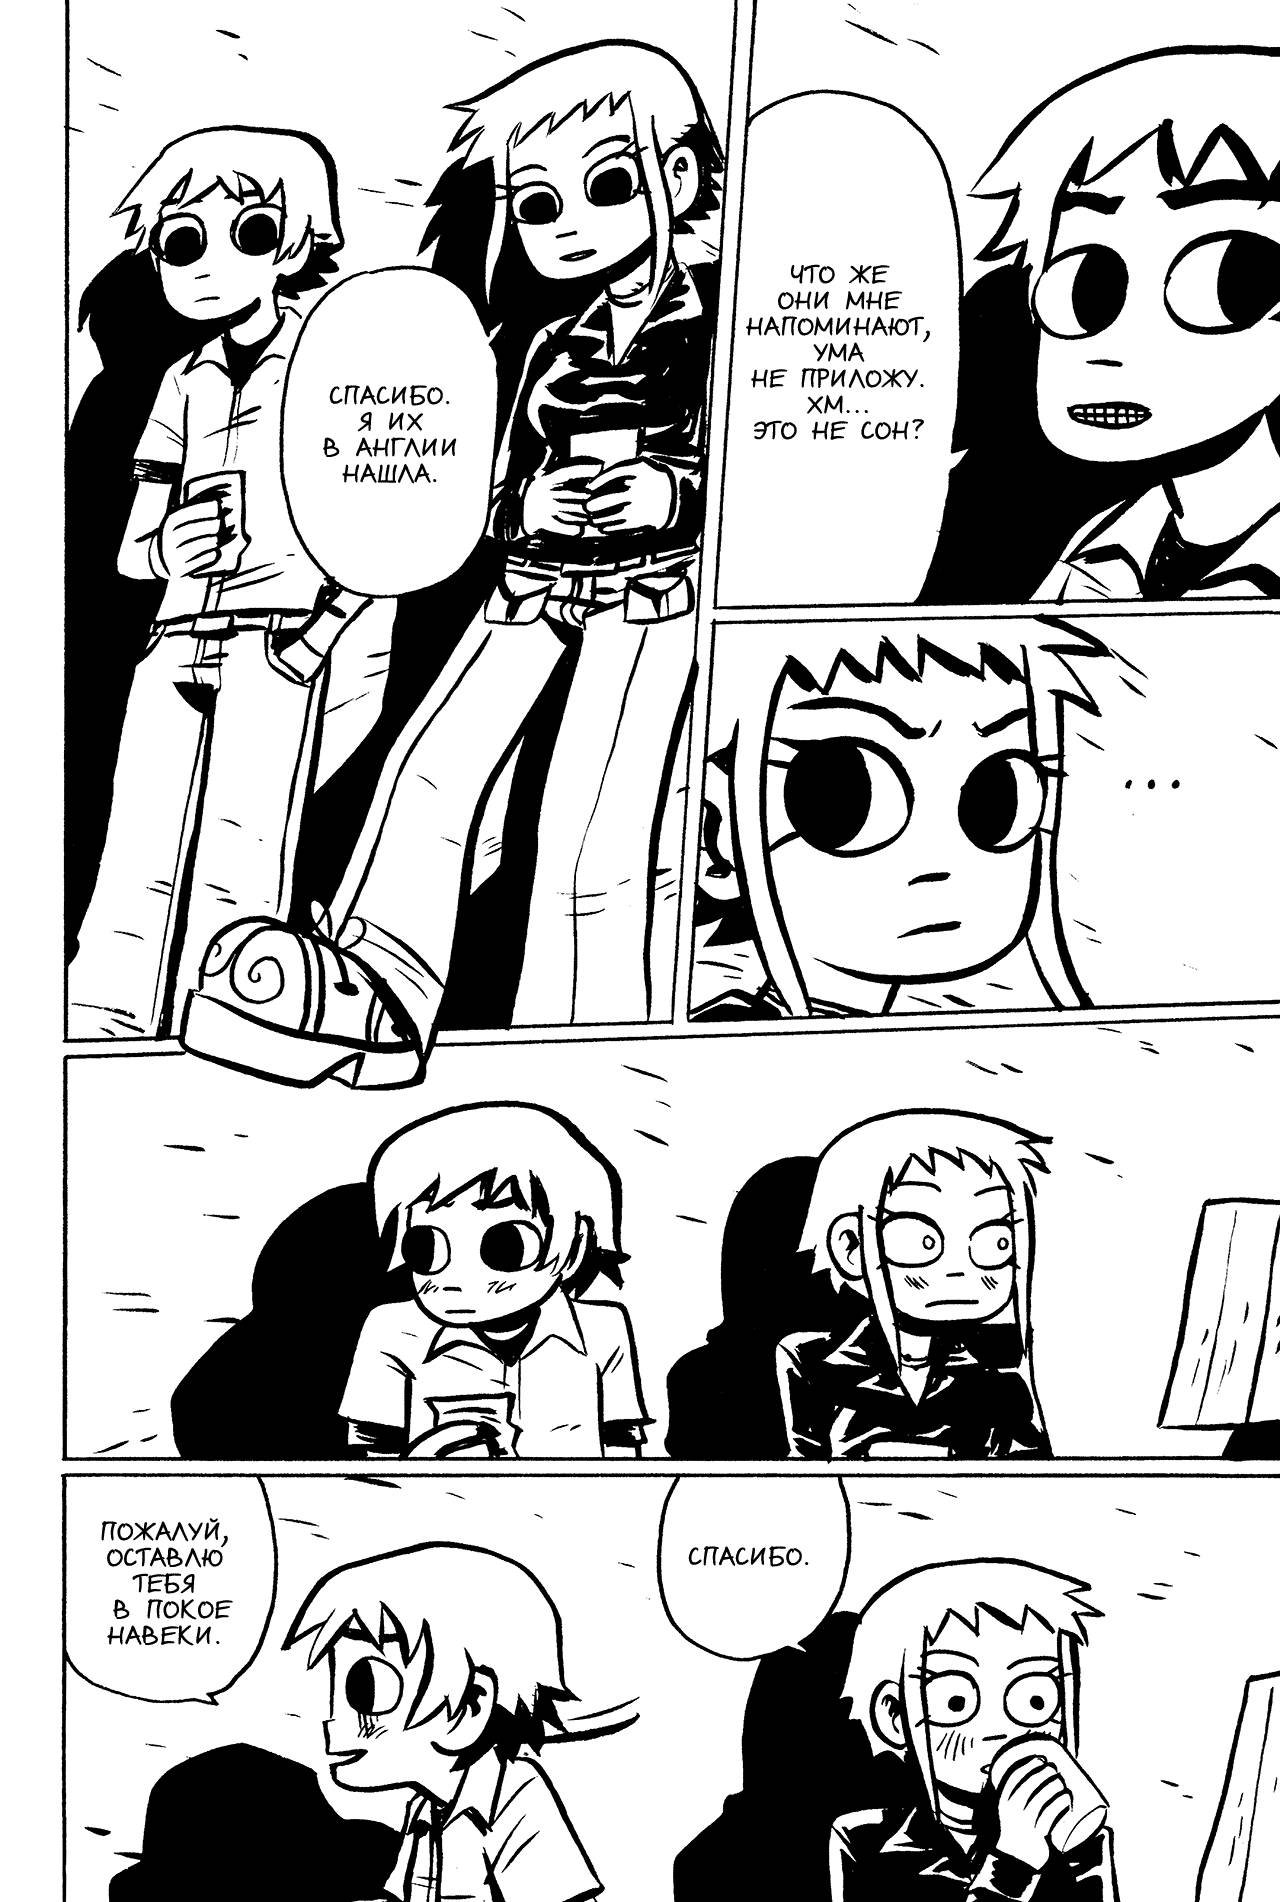 СПАСИБО.
Я ИХ
В АНГЛИИ
НАШЛА.
ЧТО ЖЕ
ОНИ МНЕ
НАПОМИНАЮТ,
УМА
НЕ ПРИЛОЖУ.
ХМ...
ЭТО НЕ СОН?
...
ПОЖАЛУЙ,
ОСТАВЛЮ
ТЕБЯ
В ПОКОЕ
НАВЕКИ.
СПАСИБО.